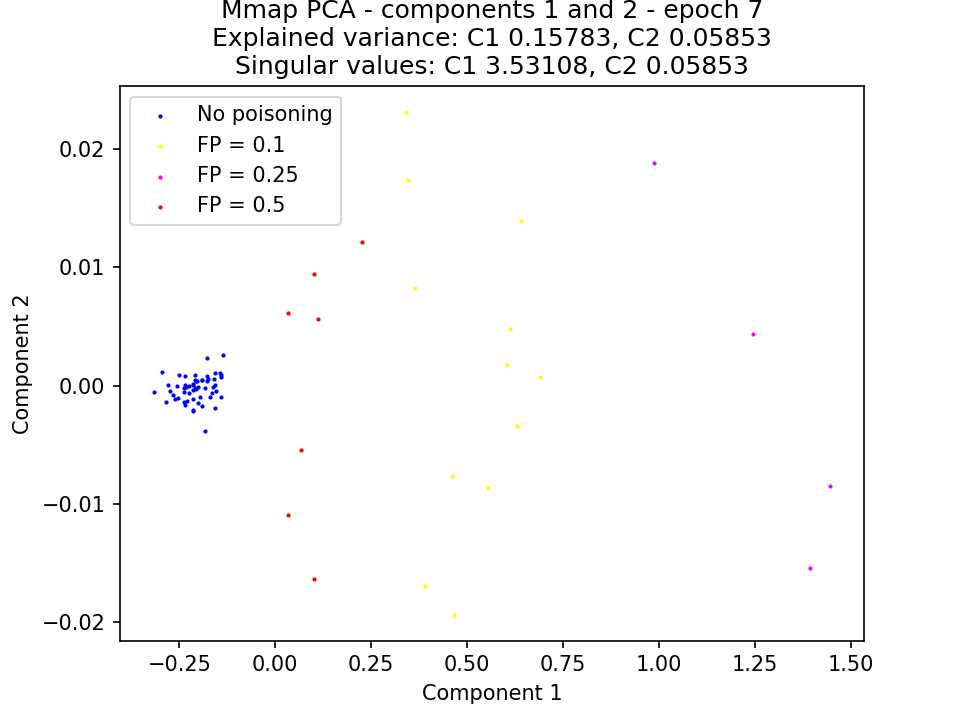 Mmap PCA - components 1 and 2 - epoch 7
Explained variance: C1 0.15783, C2 0.05853
Singular values: C1 3.53108, C2 0.05853
No poisoning
FP = 0.1
FP = 0.25
FP = 0.5
0.02
0.01
0.00
−0.01
−0.02
Component 2
−0.25 0.00 0.25 0.50 0.75 1.00 1.25 1.50
Component 1